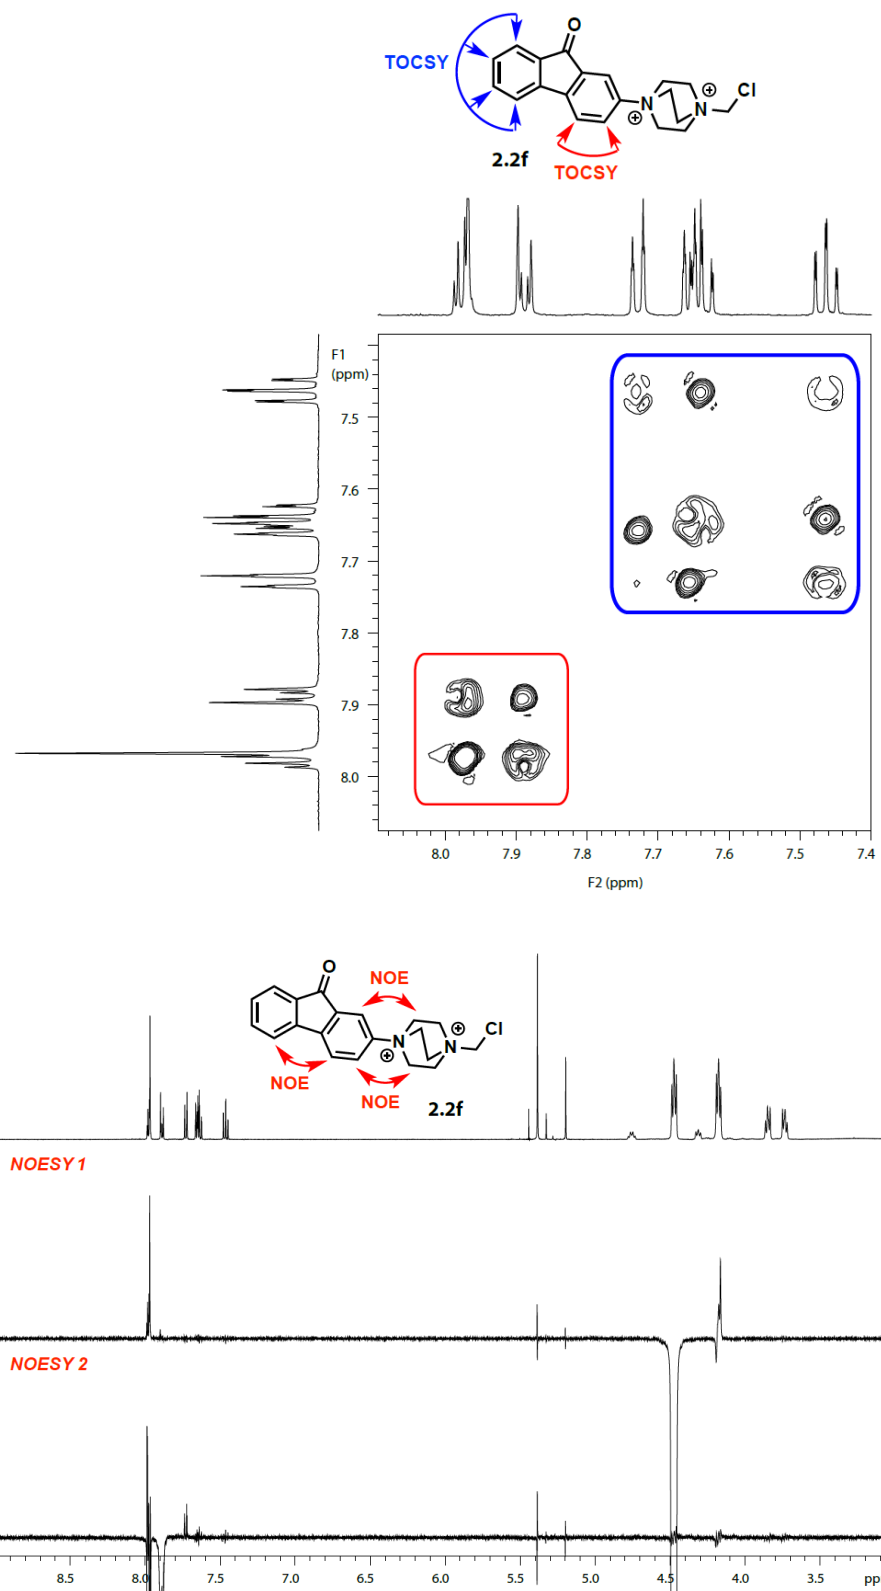 O
TOCSY
N
⊕
⊕
N
Cl
2.2f
TOCSY
F1
(ppm)
7.5
7.6
7.7
7.8
7.9
8.0
8.0 7.9 7.8 7.7 7.6 7.5 7.4
F2 (ppm)
O
NOE
N
⊕
⊕
N
Cl
NOE
NOE
2.2f
NOESY 1
NOESY 2
8.5 8.0 7.5 7.0 6.5 6.0 5.5 5.0 4.5 4.0 3.5 pp